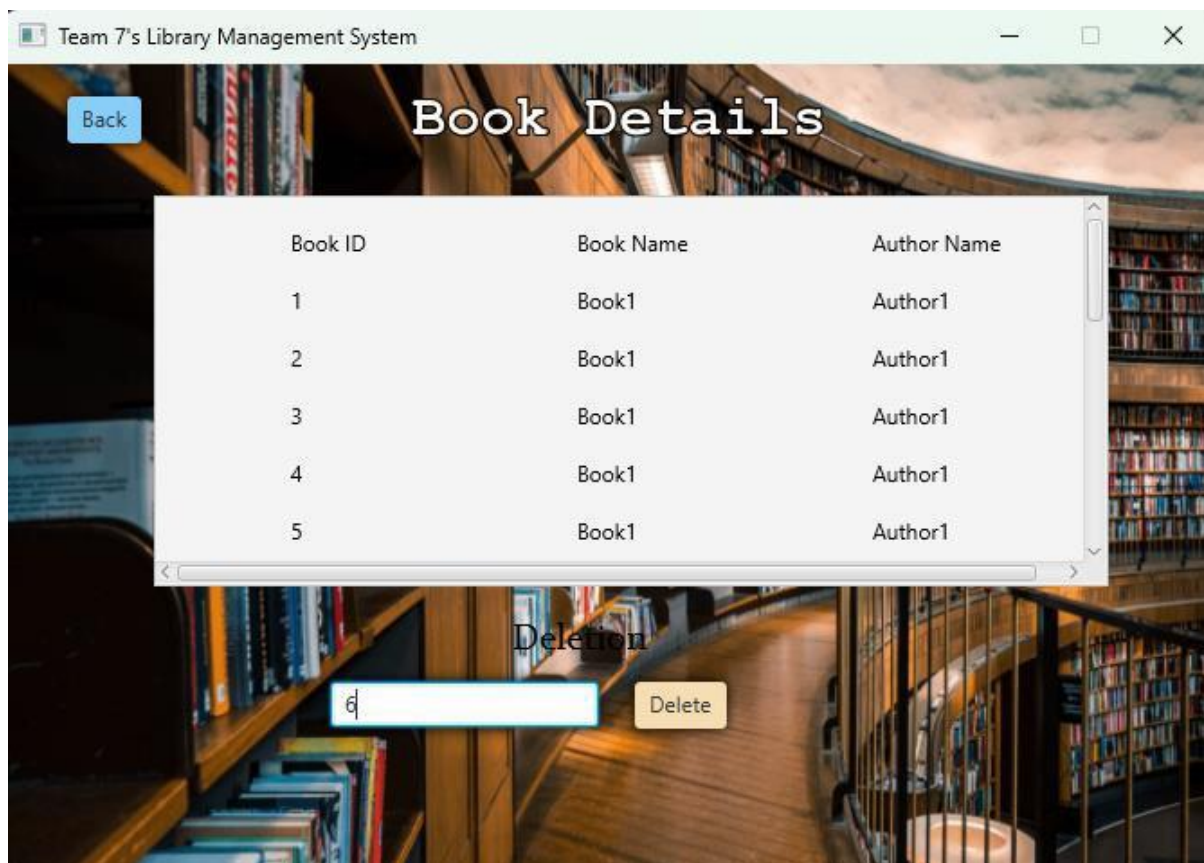 Team 7's Library Management System
Back
Book Details
Book ID Book Name Author Name
1 Book1 Author1
2 Book1 Author1
3 Book1 Author1
4 Book1 Author1
5 Book1 Author1
Deletion
6 Delete